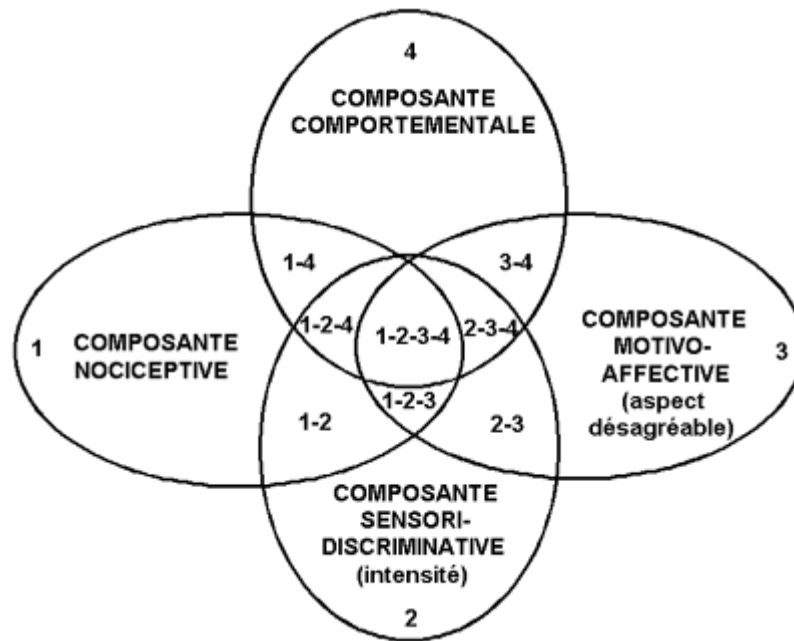 4
COMPOSANTE
COMPORTEMENTALE
1-4
3-4
1-2-4
1-2-3-4
2-3-4
1
COMPOSANTE
NOCICEPTIVE
COMPOSANTE
MOTIVO-
AFFECTIVE
(aspect
désagréable)
3
1-2-3
1-2
2-3
COMPOSANTE
SENSORI-
DISCRIMINATIVE
(intensité)
2